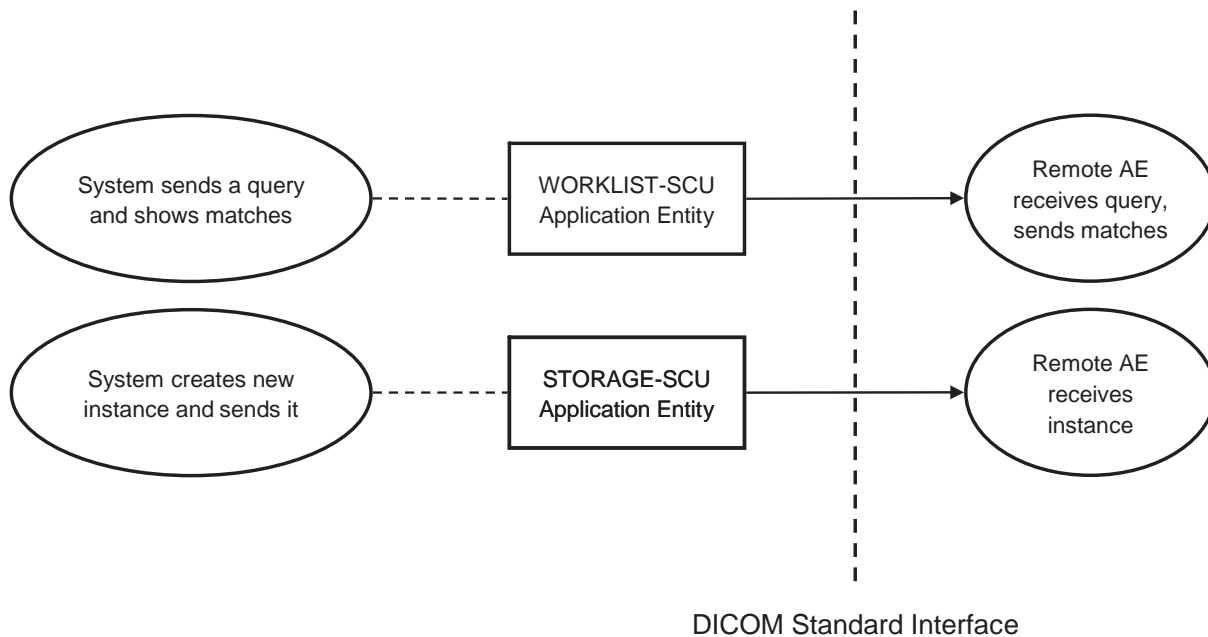 System sends a query
and shows matches
WORKLIST-SCU
Application Entity
Remote AE
receives query,
sends matches
System creates new
instance and sends it
STORAGE-SCU
Application Entity
Remote AE
receives
instance
DICOM Standard Interface